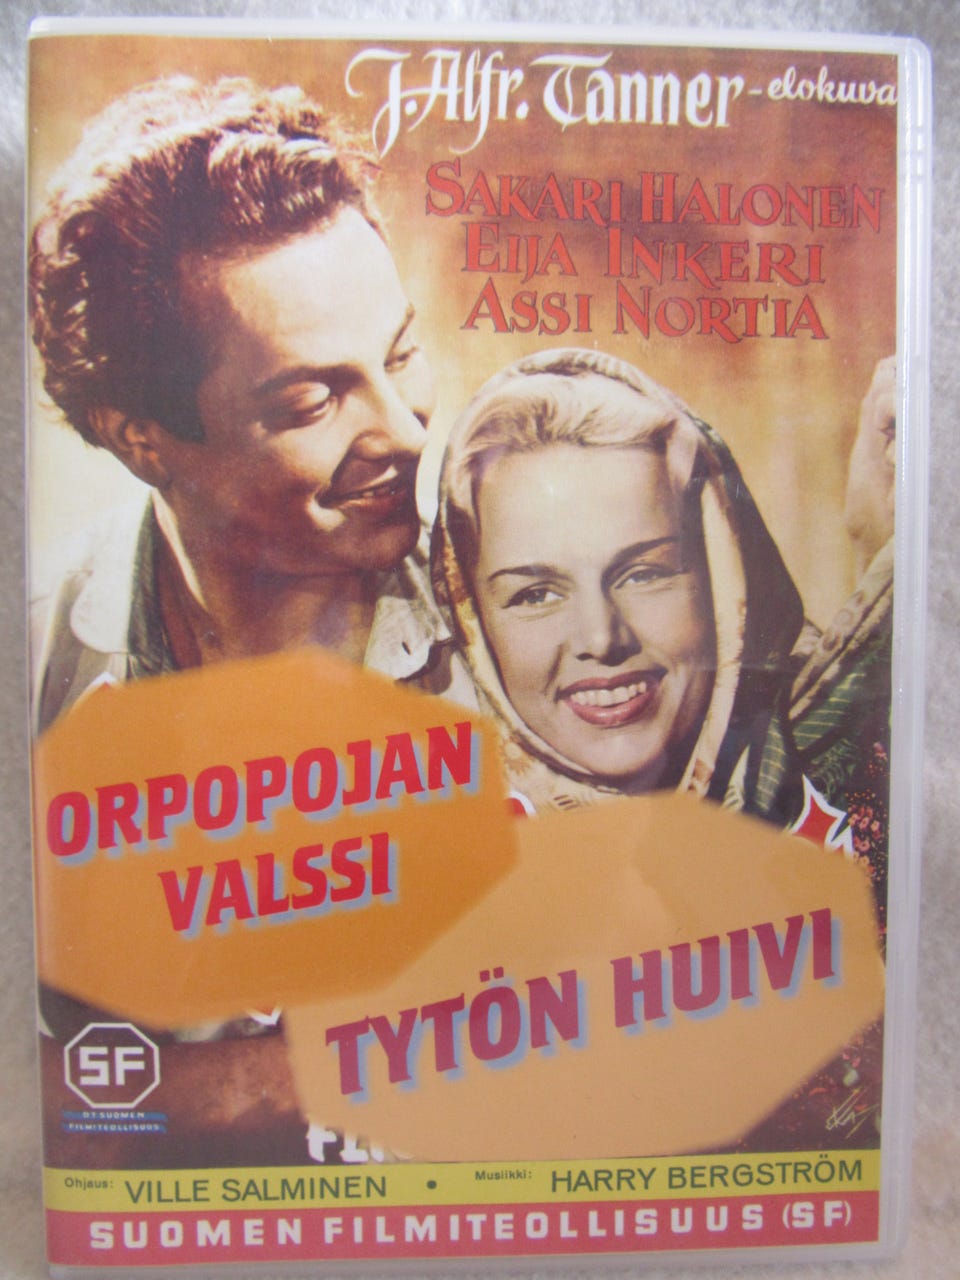 J. Alfr. Tanner -elokuva
SAKARI HALONEN
EIJA INKERI
ASSI NORTIA
ORPOPOJAN
VALSSI
TYTÖN HUIVI
SF
OY SUOMEN
FILMITEOLLISUUS
Ohjaus: VILLE SALMINEN • Musiikki: HARRY BERGSTRÖM
SUOMEN FILMITEOLLISUUS (SF)